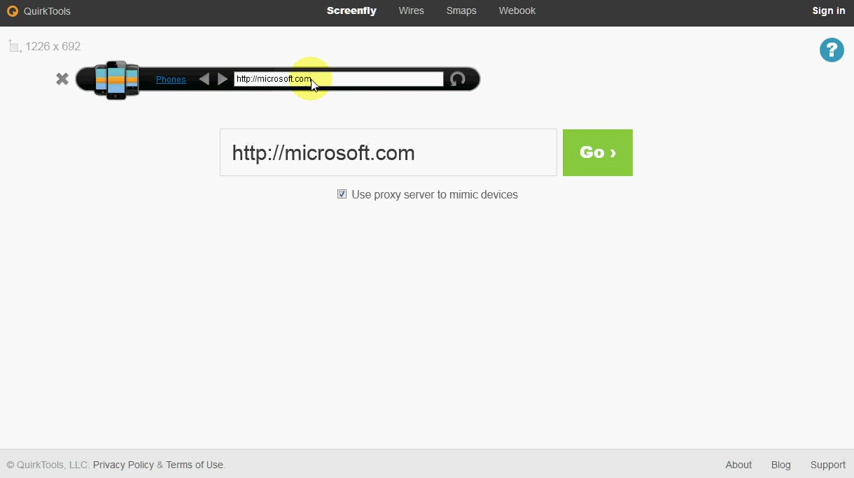 QuirkTools Screenfly Wires Smaps Webook Sign in
1226 x 692
?
Phones http://microsoft.com
http://microsoft.com Go ›
Use proxy server to mimic devices
© QuirkTools, LLC. Privacy Policy & Terms of Use. About Blog Support